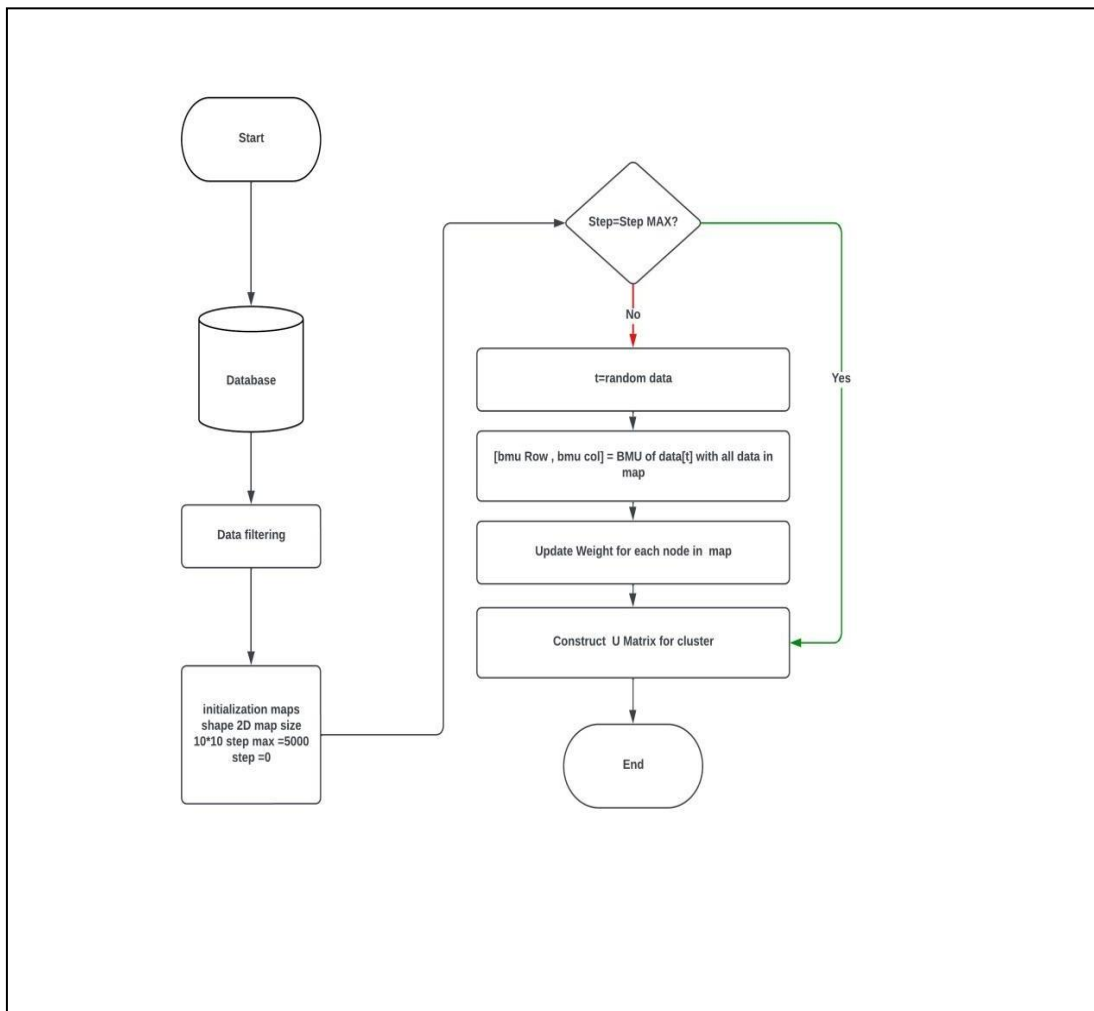 Start
Database
Data filtering
initialization maps
shape 2D map size
10*10 step max =5000
step =0
Step=Step MAX?
No
Yes
t=random data
[bmu Row , bmu col] = BMU of data[t] with all data in
map
Update Weight for each node in  map
Construct  U Matrix for cluster
End